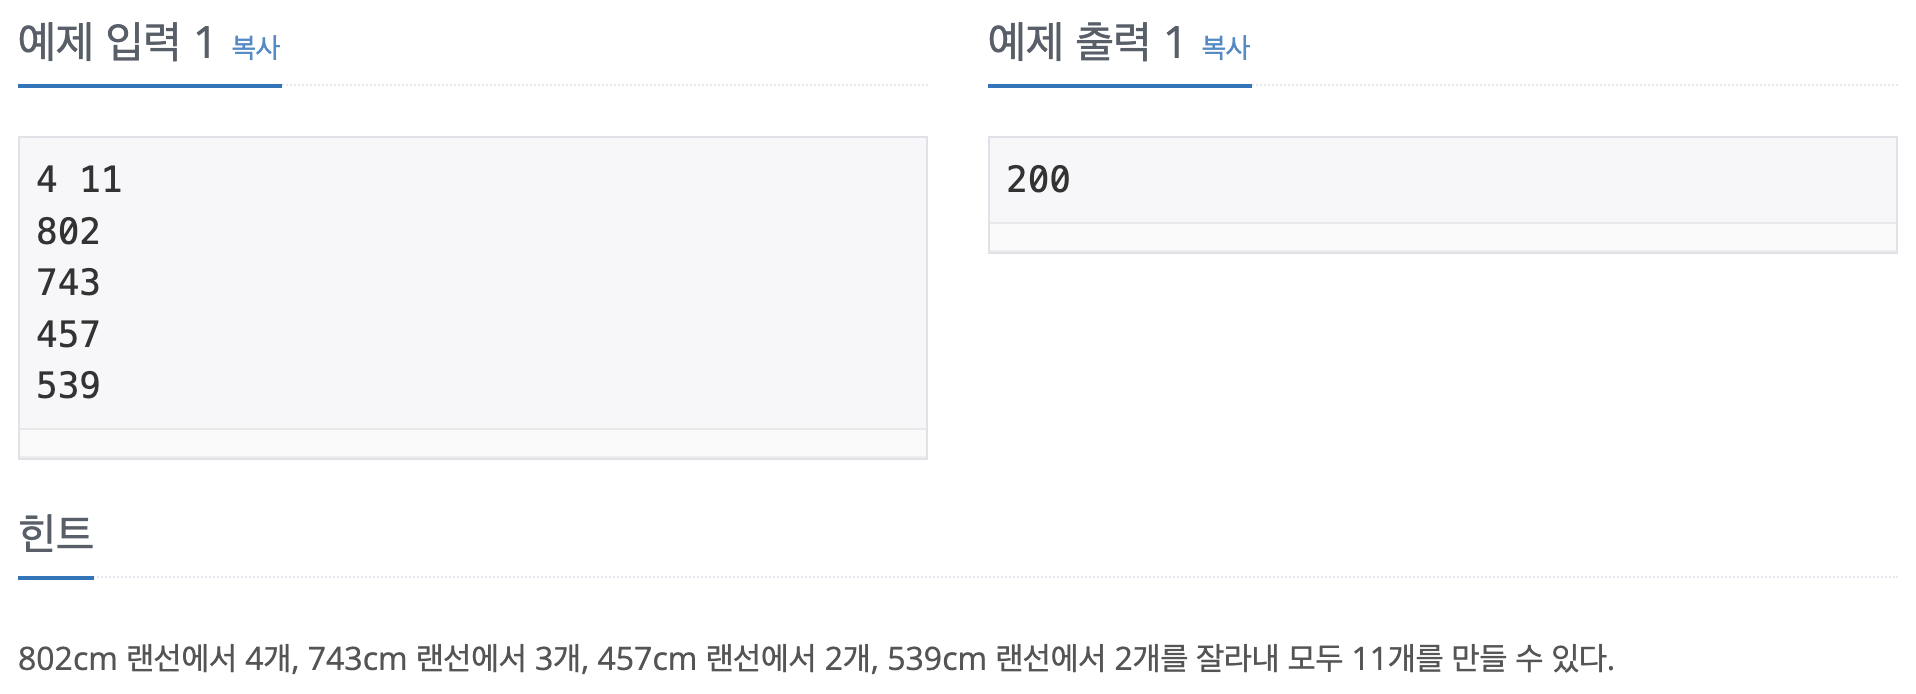 예제 입력 1 복사
4 11
802
743
457
539
예제 출력 1 복사
200
힌트
802cm 랜선에서 4개, 743cm 랜선에서 3개, 457cm 랜선에서 2개, 539cm 랜선에서 2개를 잘라내 모두 11개를 만들 수 있다.